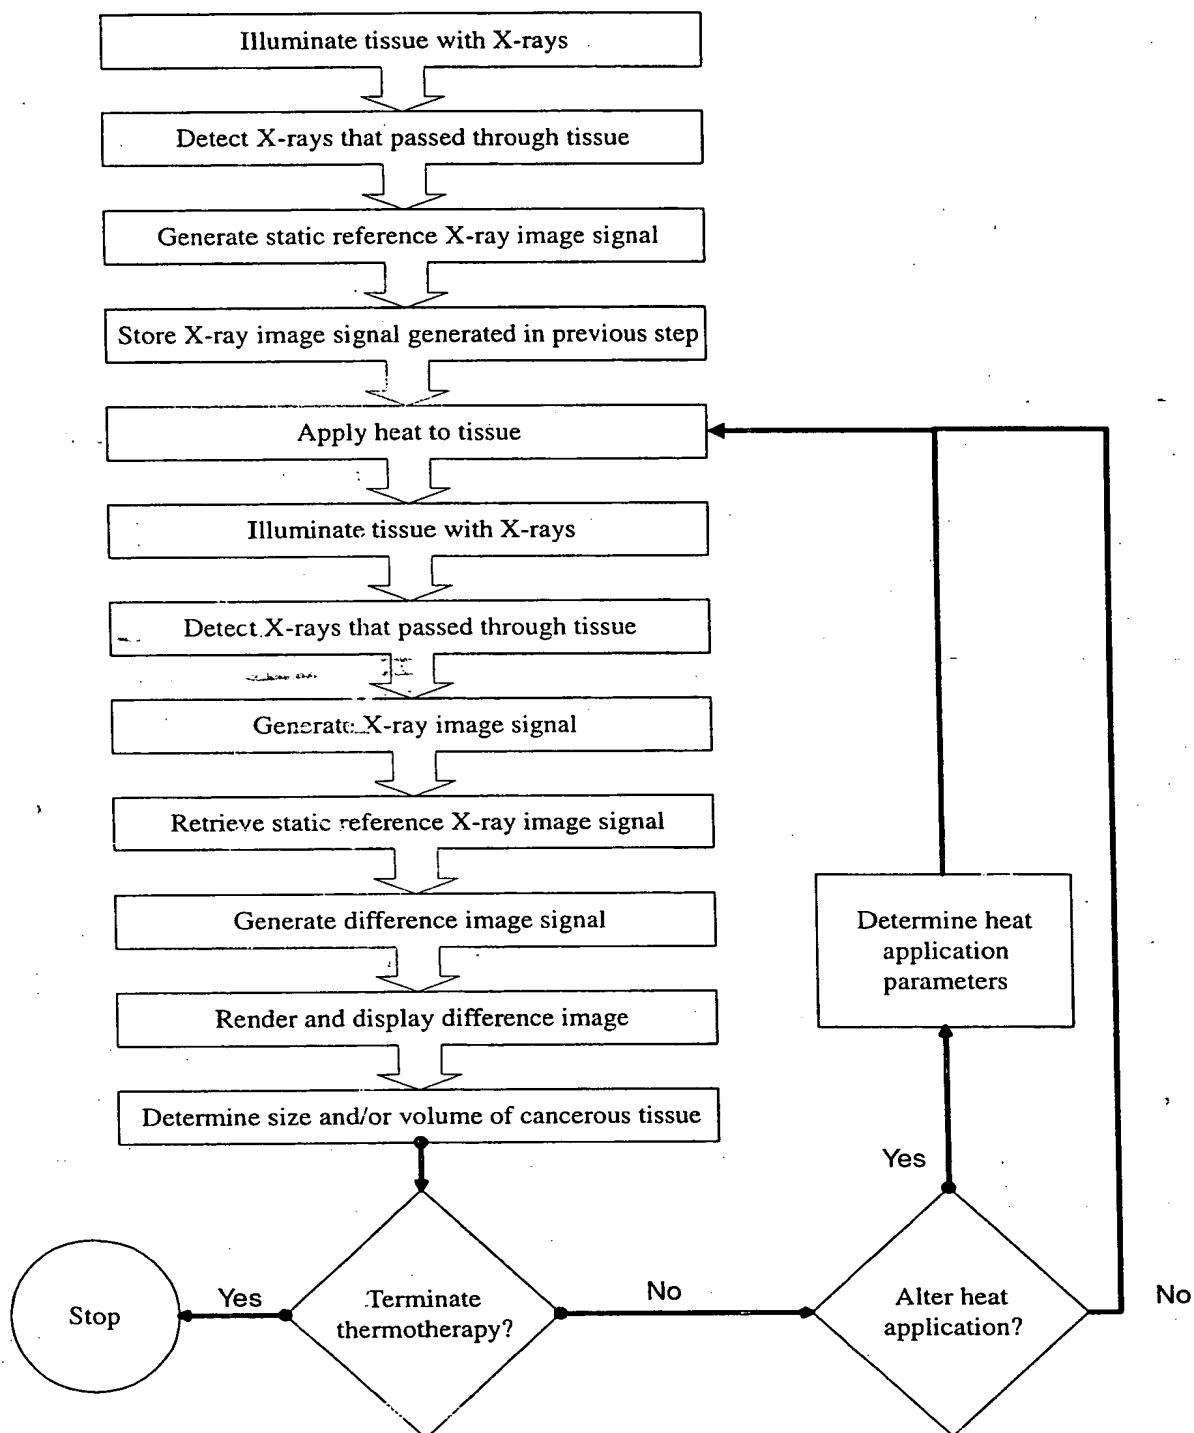 Illuminate tissue with X-rays
Detect X-rays that passed through tissue
Generate static reference X-ray image signal
Store X-ray image signal generated in previous step
Apply heat to tissue
Illuminate tissue with X-rays
Detect X-rays that passed through tissue
Generate X-ray image signal
Retrieve static reference X-ray image signal
Generate difference image signal
Render and display difference image
Determine size and/or volume of cancerous tissue
Determine heat
application
parameters
Yes
Stop
Yes
Terminate
thermotherapy?
No
Alter heat
application?
No